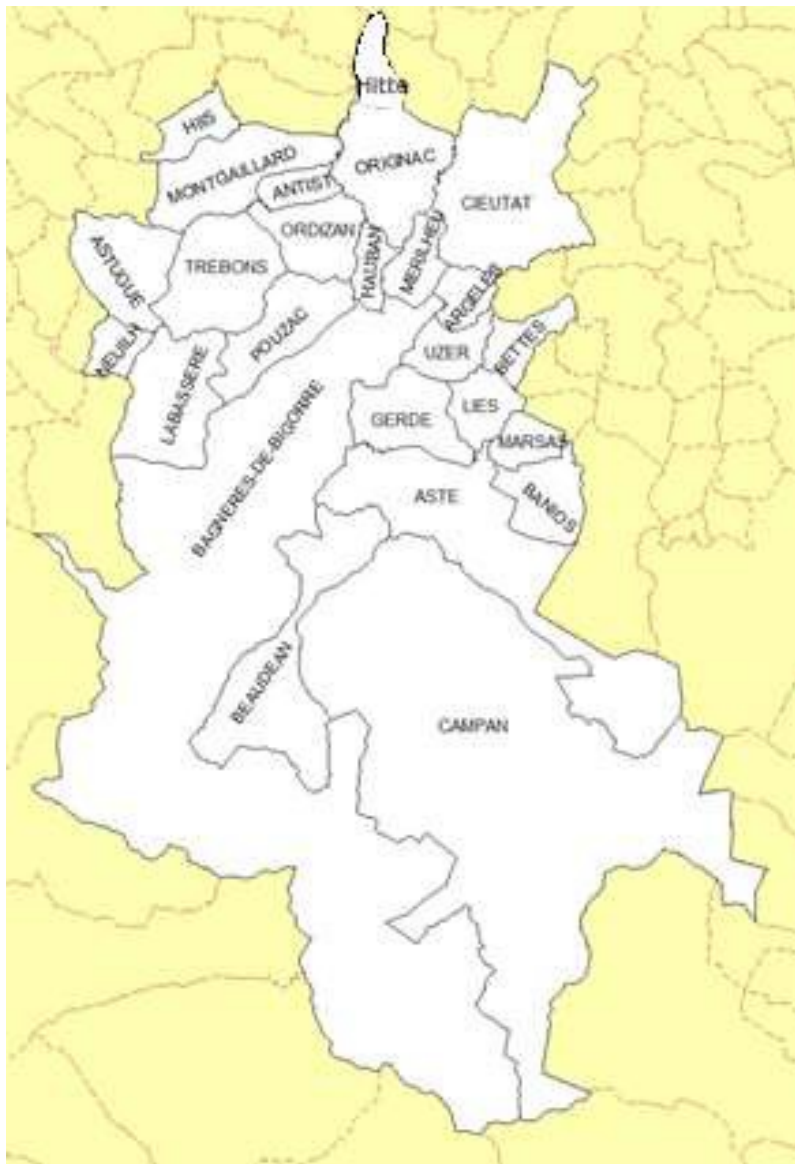 Hitte
HIIS
MONTGAILLARD
ORIGNAC
ANTIST
CIEUTAT
ORDIZAN
ASTUGUE
TREBONS
HAUBAN
MERILHEU
ARGELES
NEUILH
POUZAC
UZER
BETTES
LABASSERE
LIES
GERDE
MARSAS
BAGNERES-DE-BIGORRE
ASTE
BANIOS
BEAUDEAN
CAMPAN